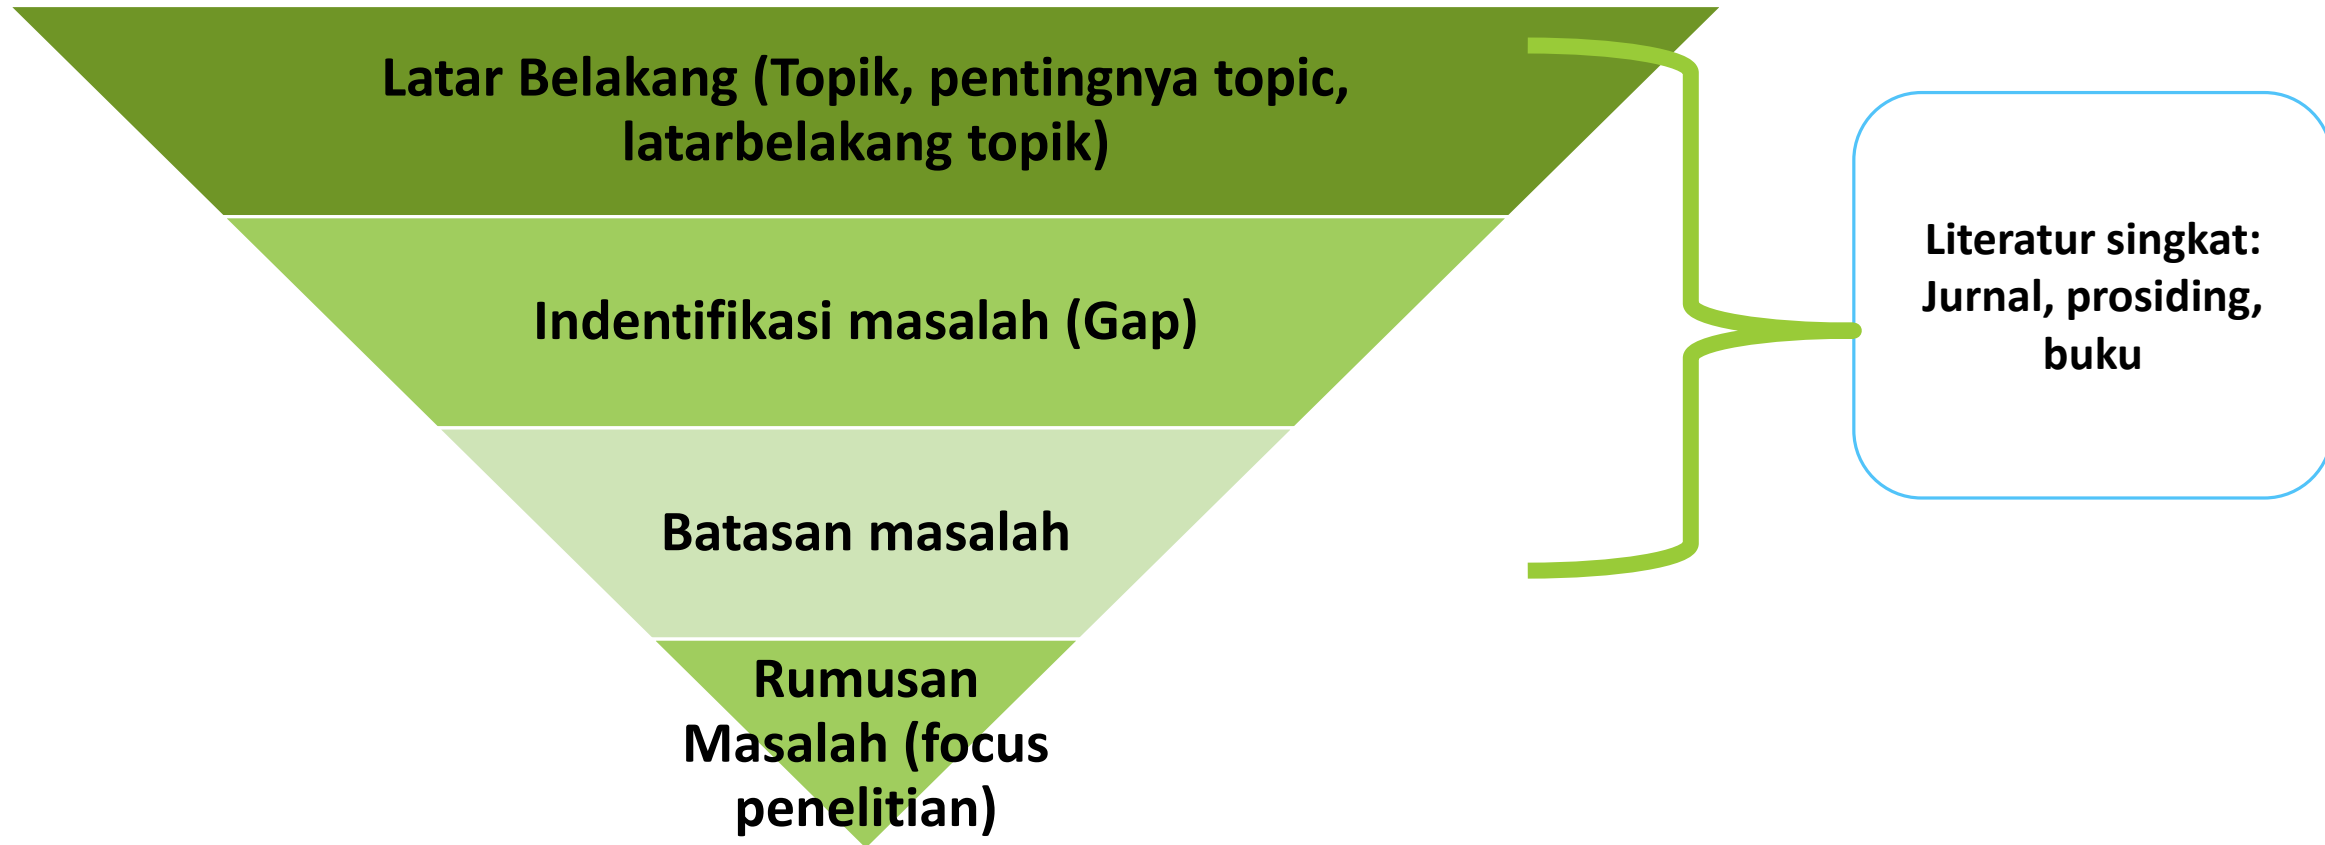 Latar Belakang (Topik, pentingnya topic,
latarbelakang topik)
Indentifikasi masalah (Gap)
Batasan masalah
Rumusan
Masalah (focus
penelitian)
Literatur singkat:
Jurnal, prosiding,
buku